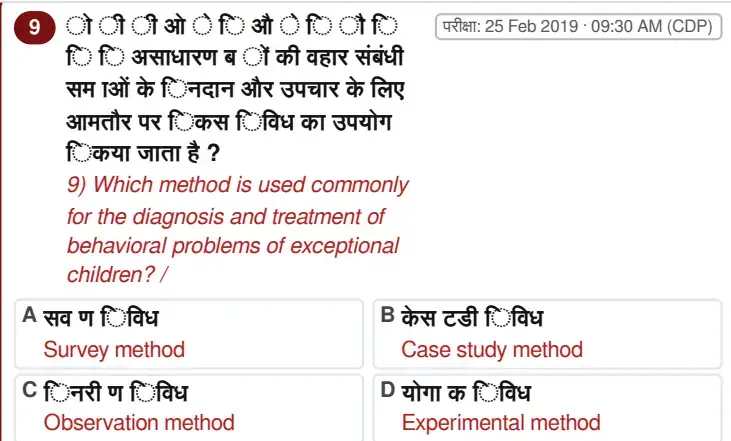 9 ो ी ी ओ े ि औ े ि ौ ि परीक्षा: 25 Feb 2019 · 09:30 AM (CDP)
ि ि असाधारण ब ों की वहार संबंधी
सम ाओं के िनदान और उपचार के लिए
आमतौर पर िकस िविध का उपयोग
िकया जाता है ?
9) Which method is used commonly
for the diagnosis and treatment of
behavioral problems of exceptional
children? /
A सव ण िविध B केस टडी िविध
Survey method Case study method
C िनरी ण िविध D योगा क िविध
Observation method Experimental method